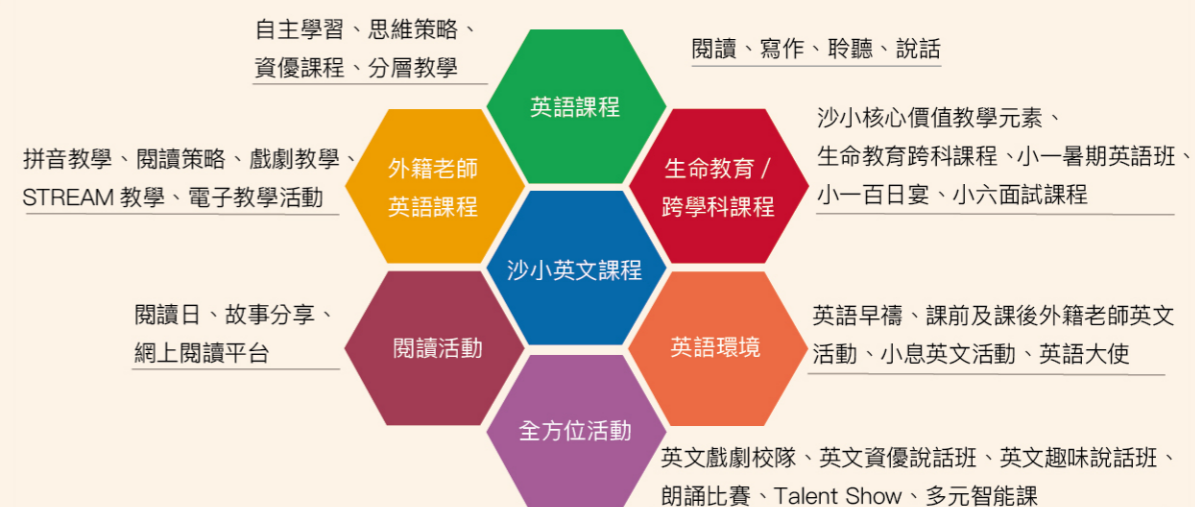 自主學習、思維策略、
資優課程、分層教學
英語課程
閱讀、寫作、聆聽、說話
拼音教學、閱讀策略、戲劇教學、
STREAM 教學、電子教學活動
外籍老師
英語課程
生命教育 /
跨學科課程
沙小核心價值教學元素、
生命教育跨科課程、小一暑期英語班、
小一百日宴、小六面試課程
沙小英文課程
閱讀日、故事分享、
網上閱讀平台
閱讀活動
英語環境
英語早禱、課前及課後外籍老師英文
活動、小息英文活動、英語大使
全方位活動
英文戲劇校隊、英文資優說話班、英文趣味說話班、
朗誦比賽、Talent Show、多元智能課